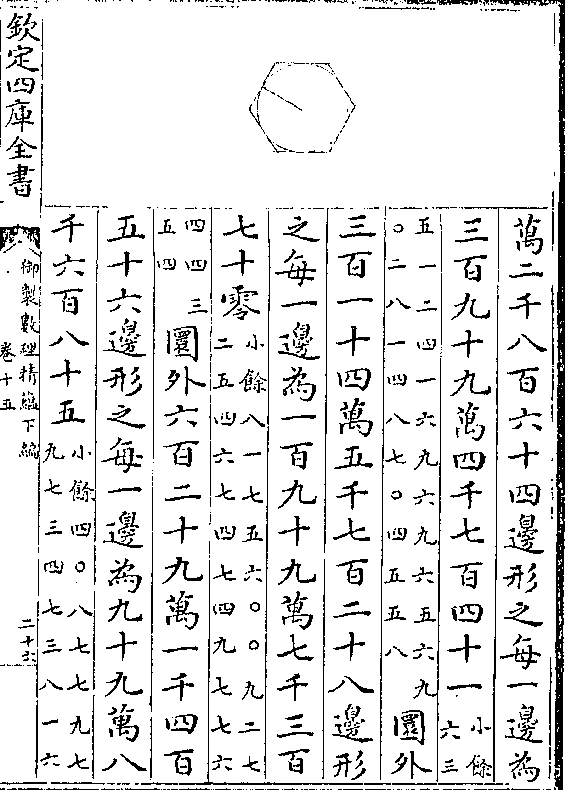 萬二千八百六十四邊形之每一邊為
三百九十九萬四千七百四十一小餘六三
五一二四一六九六九六五六九
〇二八一四八七〇四五五八
圜外
三百一十四萬五千七百二十八邊形
之每一邊為一百九十九萬七千三百
七十零小餘八一七五六〇〇九二七
二五四六七四七四九七七六
四四三
五四
圜外六百二十九萬一千四百
五十六邊形之每一邊為九十九萬八
千六百八十五小餘四〇八七七九七
九七三四七三八一六
欽定四庫全書
御製數理精蘊下編
卷十五
二十六